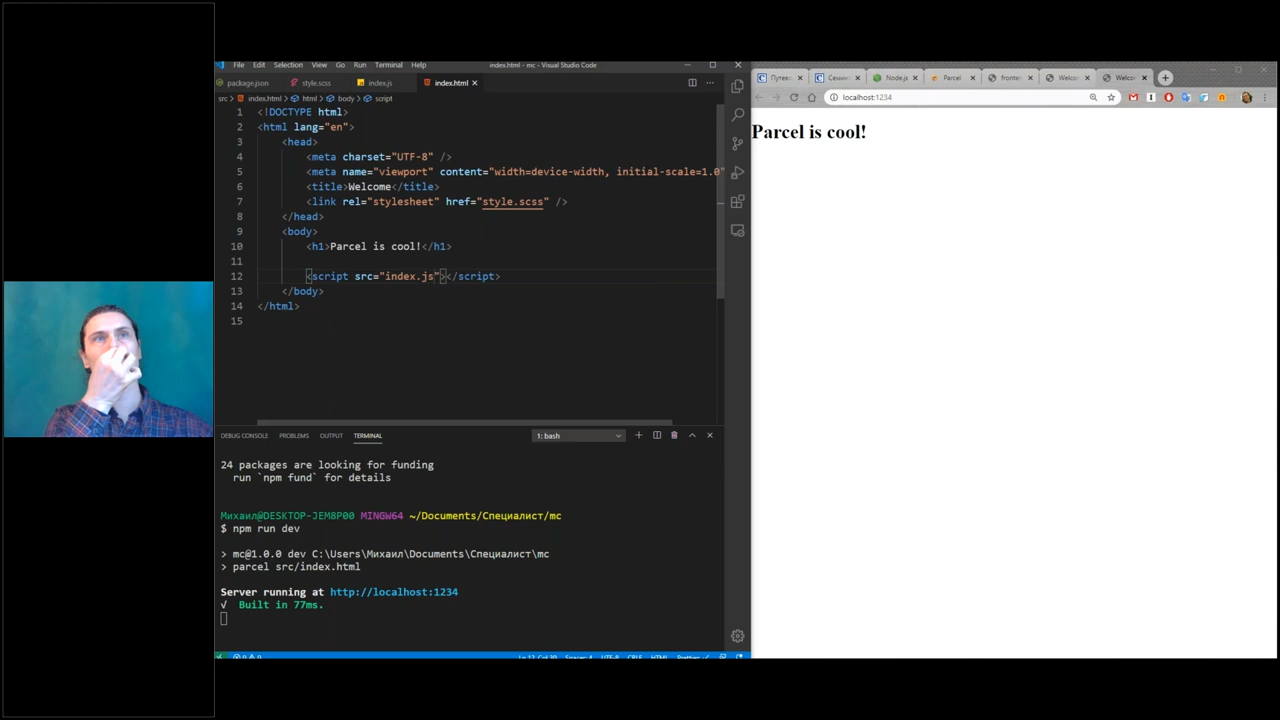 File Edit Selection View Go Run Terminal Help
index.html - mc - Visual Studio Code
package.json style.scss index.js index.html
src > index.html > html > body > script
1 <!DOCTYPE html>
2 <html lang="en">
3 <head>
4 <meta charset="UTF-8" />
5 <meta name="viewport" content="width=device-width, initial-scale=1.0"
6 <title>Welcome</title>
7 <link rel="stylesheet" href="style.scss" />
8 </head>
9 <body>
10 <h1>Parcel is cool!</h1>
11
12 <script src="index.js"></script>
13 </body>
14 </html>
15
DEBUG CONSOLE PROBLEMS OUTPUT TERMINAL 1: bash
24 packages are looking for funding
run `npm fund` for details
Михаил@DESKTOP-JEM8P00 MINGW64 ~/Documents/Специалист/mc
$ npm run dev
> mc@1.0.0 dev C:\Users\Михаил\Documents\Специалист\mc
> parcel src/index.html
Server running at http://localhost:1234
√ Built in 77ms.
Node.js Parcel fronte Welco Welco
localhost:1234
Parcel is cool!